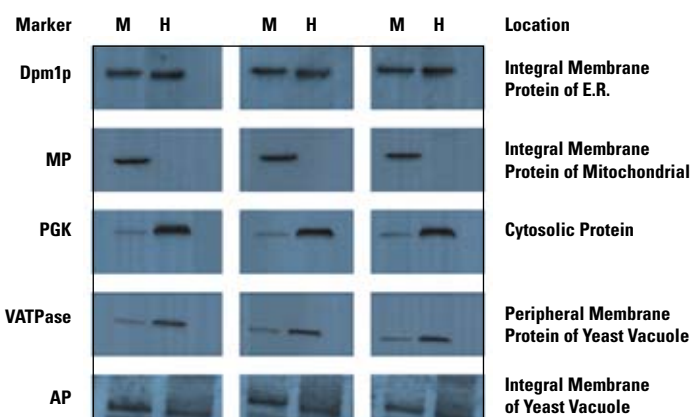 Marker M H M H M H Location
Dpm1p Integral Membrane
Protein of E.R.
MP Integral Membrane
Protein of Mitochondrial
PGK Cytosolic Protein
VATPase Peripheral Membrane
Protein of Yeast Vacuole
AP Integral Membrane
of Yeast Vacuole